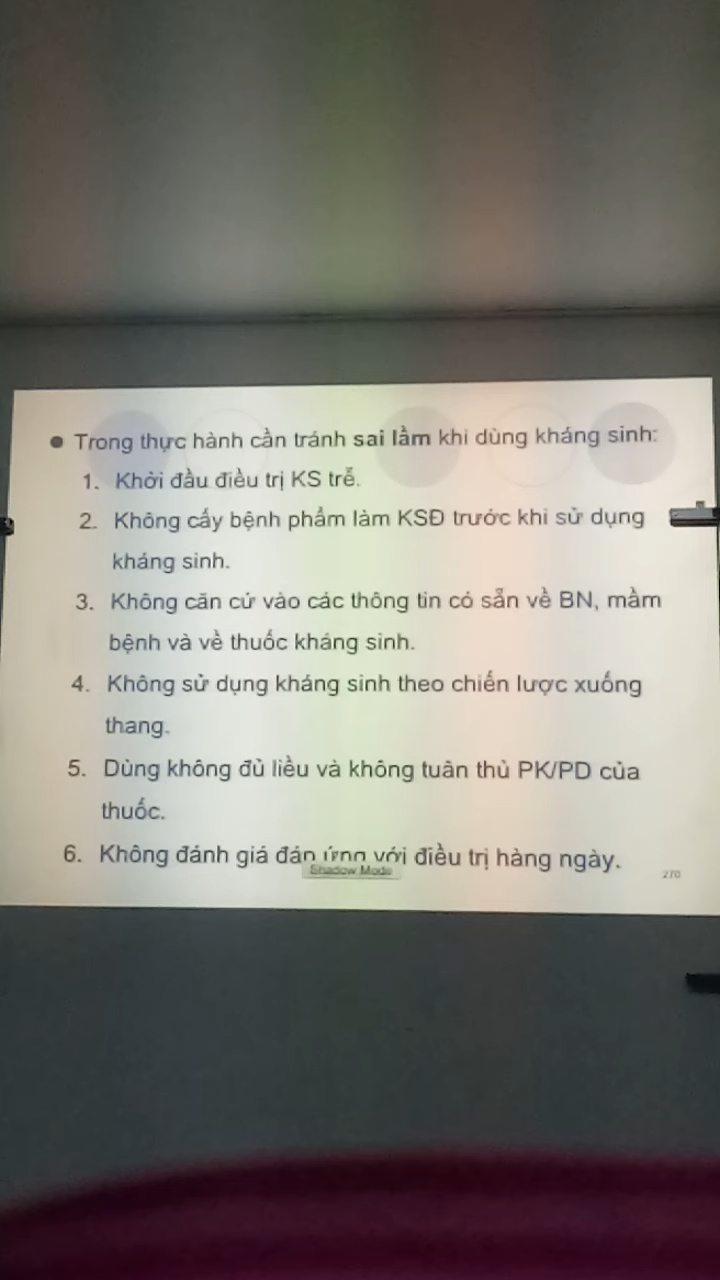 Trong thực hành cần tránh sai lầm khi dùng kháng sinh:
1. Khởi đầu điều trị KS trễ.
2. Không cấy bệnh phẩm làm KSĐ trước khi sử dụng
kháng sinh.
3. Không căn cứ vào các thông tin có sẵn về BN, mầm
bệnh và về thuốc kháng sinh.
4. Không sử dụng kháng sinh theo chiến lược xuống
thang.
5. Dùng không đủ liều và không tuân thủ PK/PD của
thuốc.
6. Không đánh giá đáp ứng với điều trị hàng ngày.
Shadow Mode
270